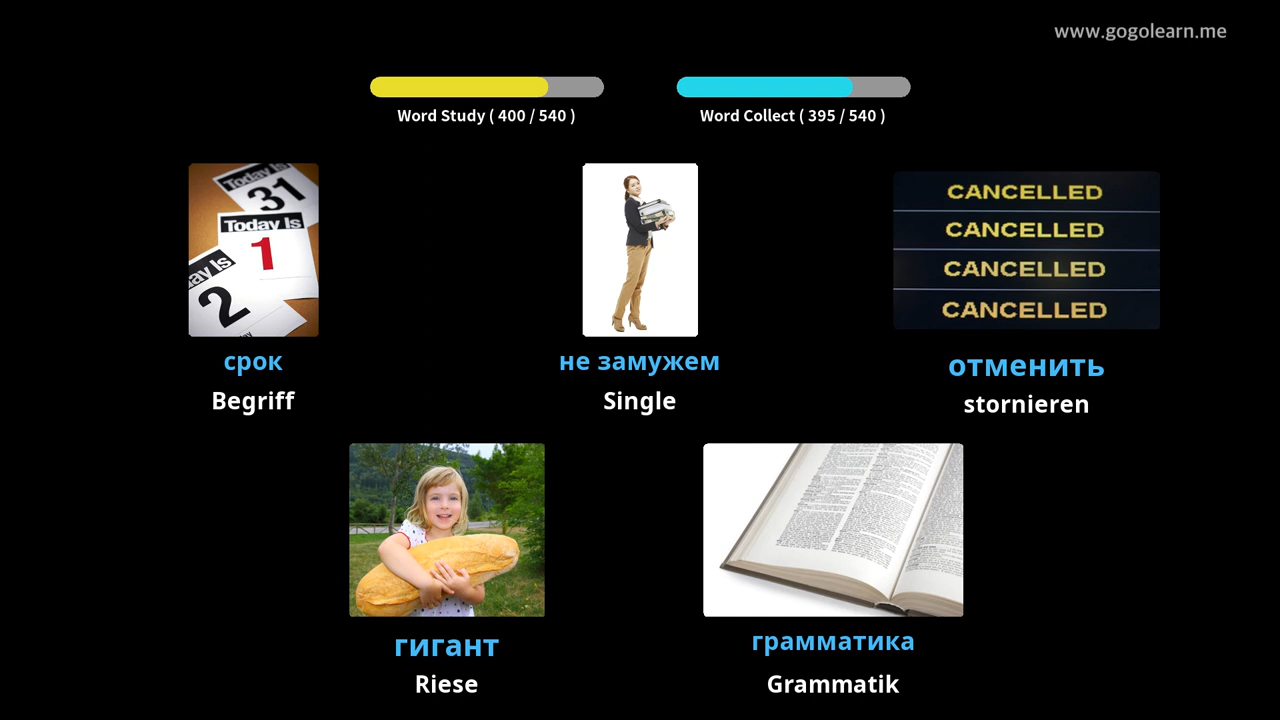 www.gogolearn.me
Word Study ( 400 / 540 )
Word Collect ( 395 / 540 )
Today Is
31
Today Is
1
ay Is
2
CANCELLED
CANCELLED
CANCELLED
CANCELLED
срок
не замужем
отменить
Begriff
Single
stornieren
гигант
грамматика
Riese
Grammatik